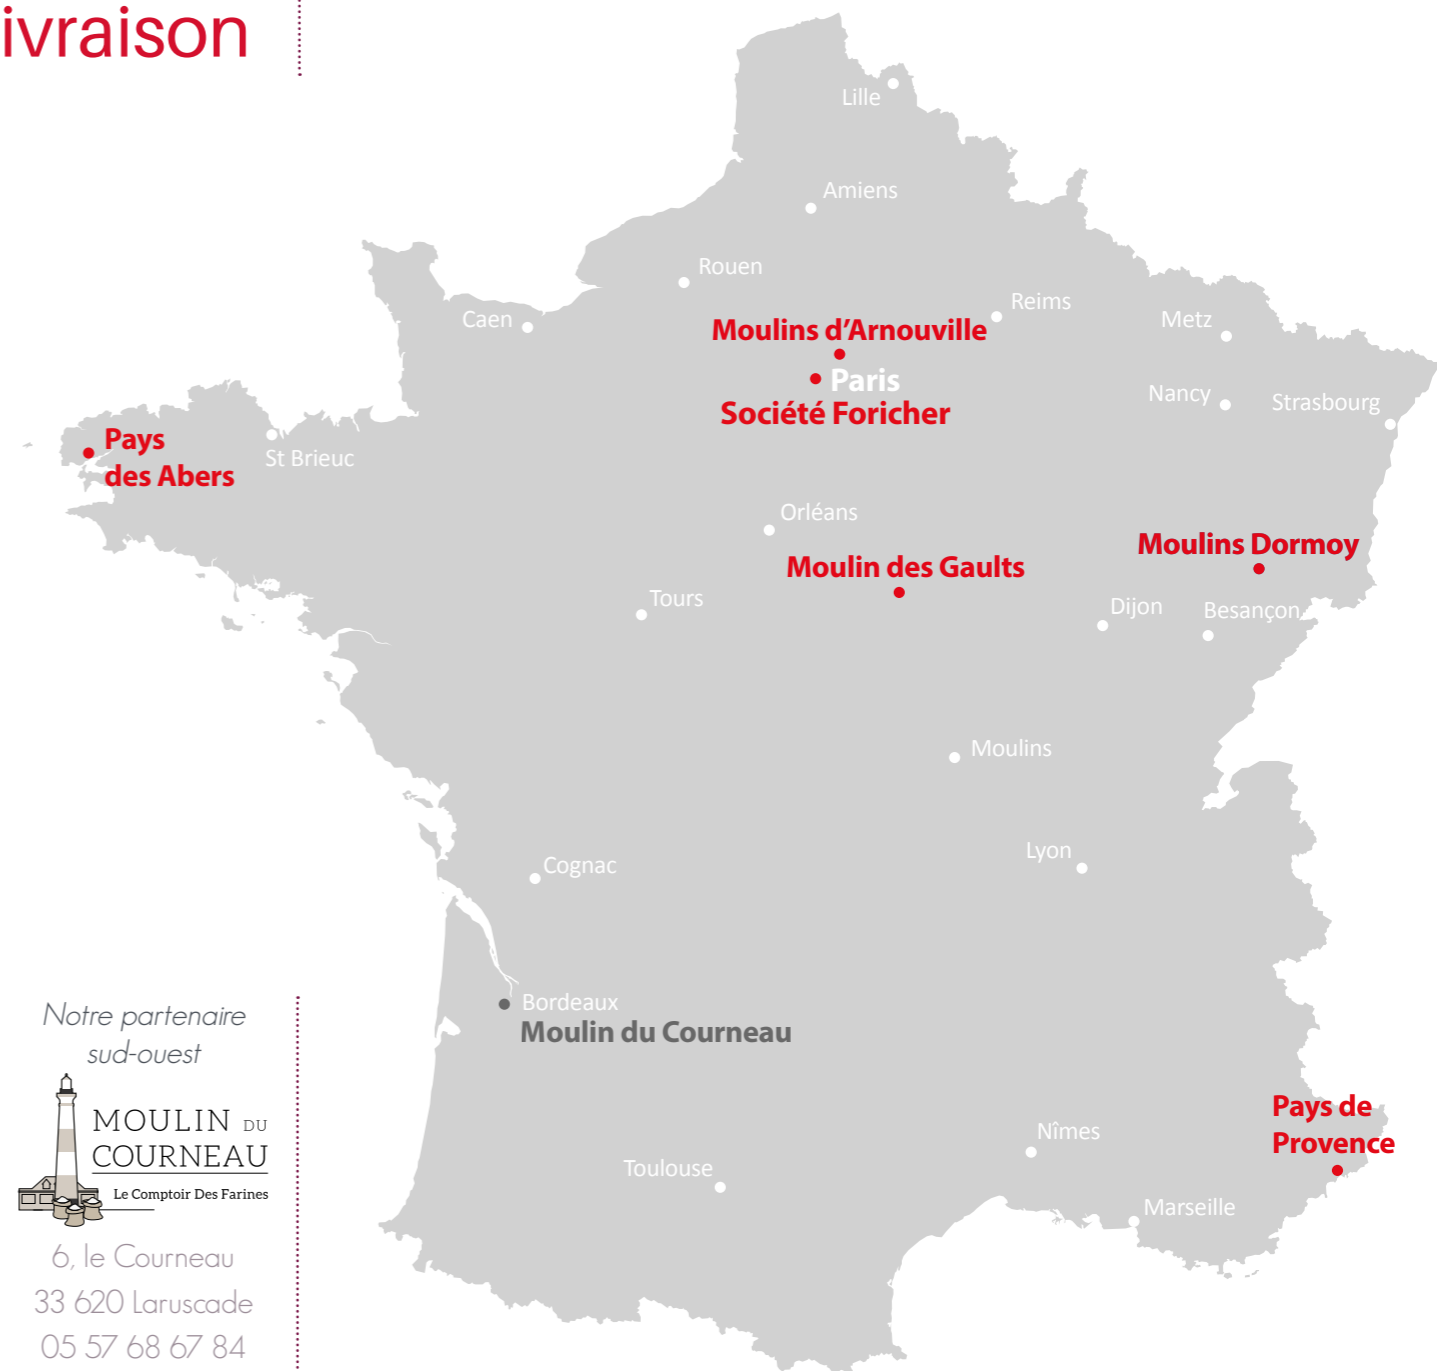 ivraison
Lille
Amiens
Rouen
Reims
Caen
Metz
Moulins d’Arnouville
Paris
Société Foricher
Nancy
Strasbourg
Pays
des Abers
St Brieuc
Orléans
Moulins Dormoy
Moulin des Gaults
Tours
Dijon
Besançon
Moulins
Lyon
Cognac
Bordeaux
Moulin du Courneau
Pays de
Provence
Nîmes
Toulouse
Marseille
Notre partenaire
sud-ouest
MOULIN DU
COURNEAU
Le Comptoir Des Farines
6, le Courneau
33 620 Laruscade
05 57 68 67 84